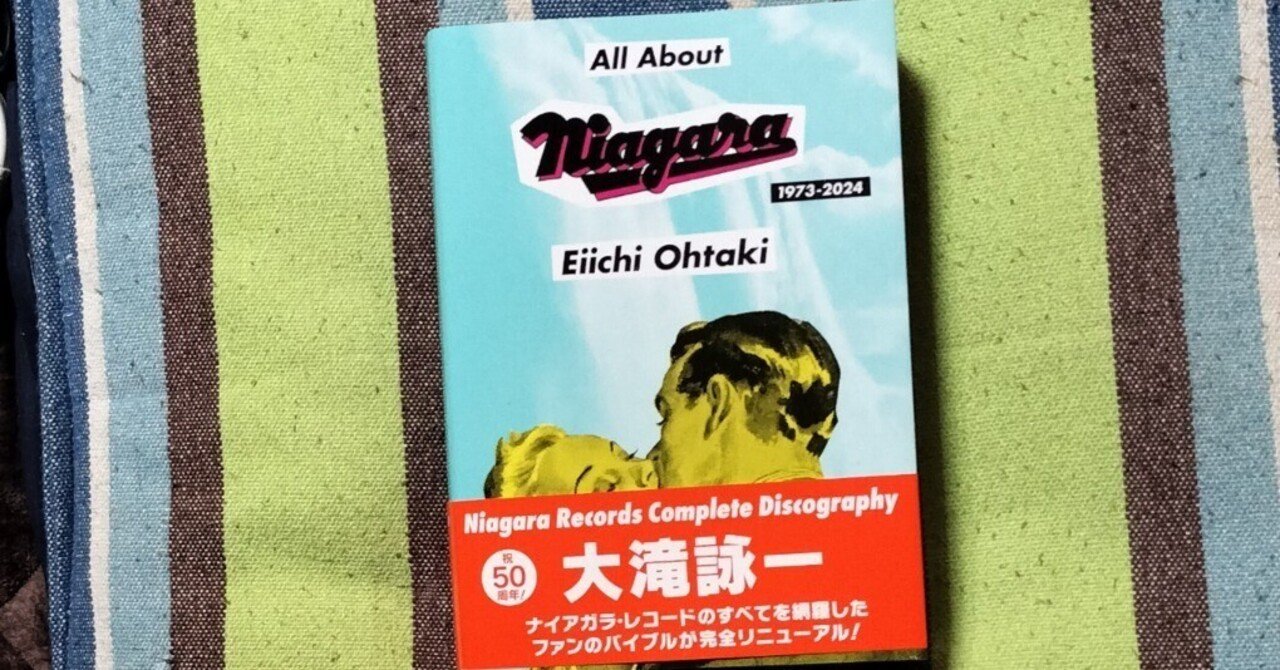 All About
Niagara
1973-2024
Eiichi Ohtaki
Niagara Records Complete Discography
祝
50
周年!
大滝詠一
ナイアガラ・レコードのすべてを網羅した
ファンのバイブルが完全リニューアル!